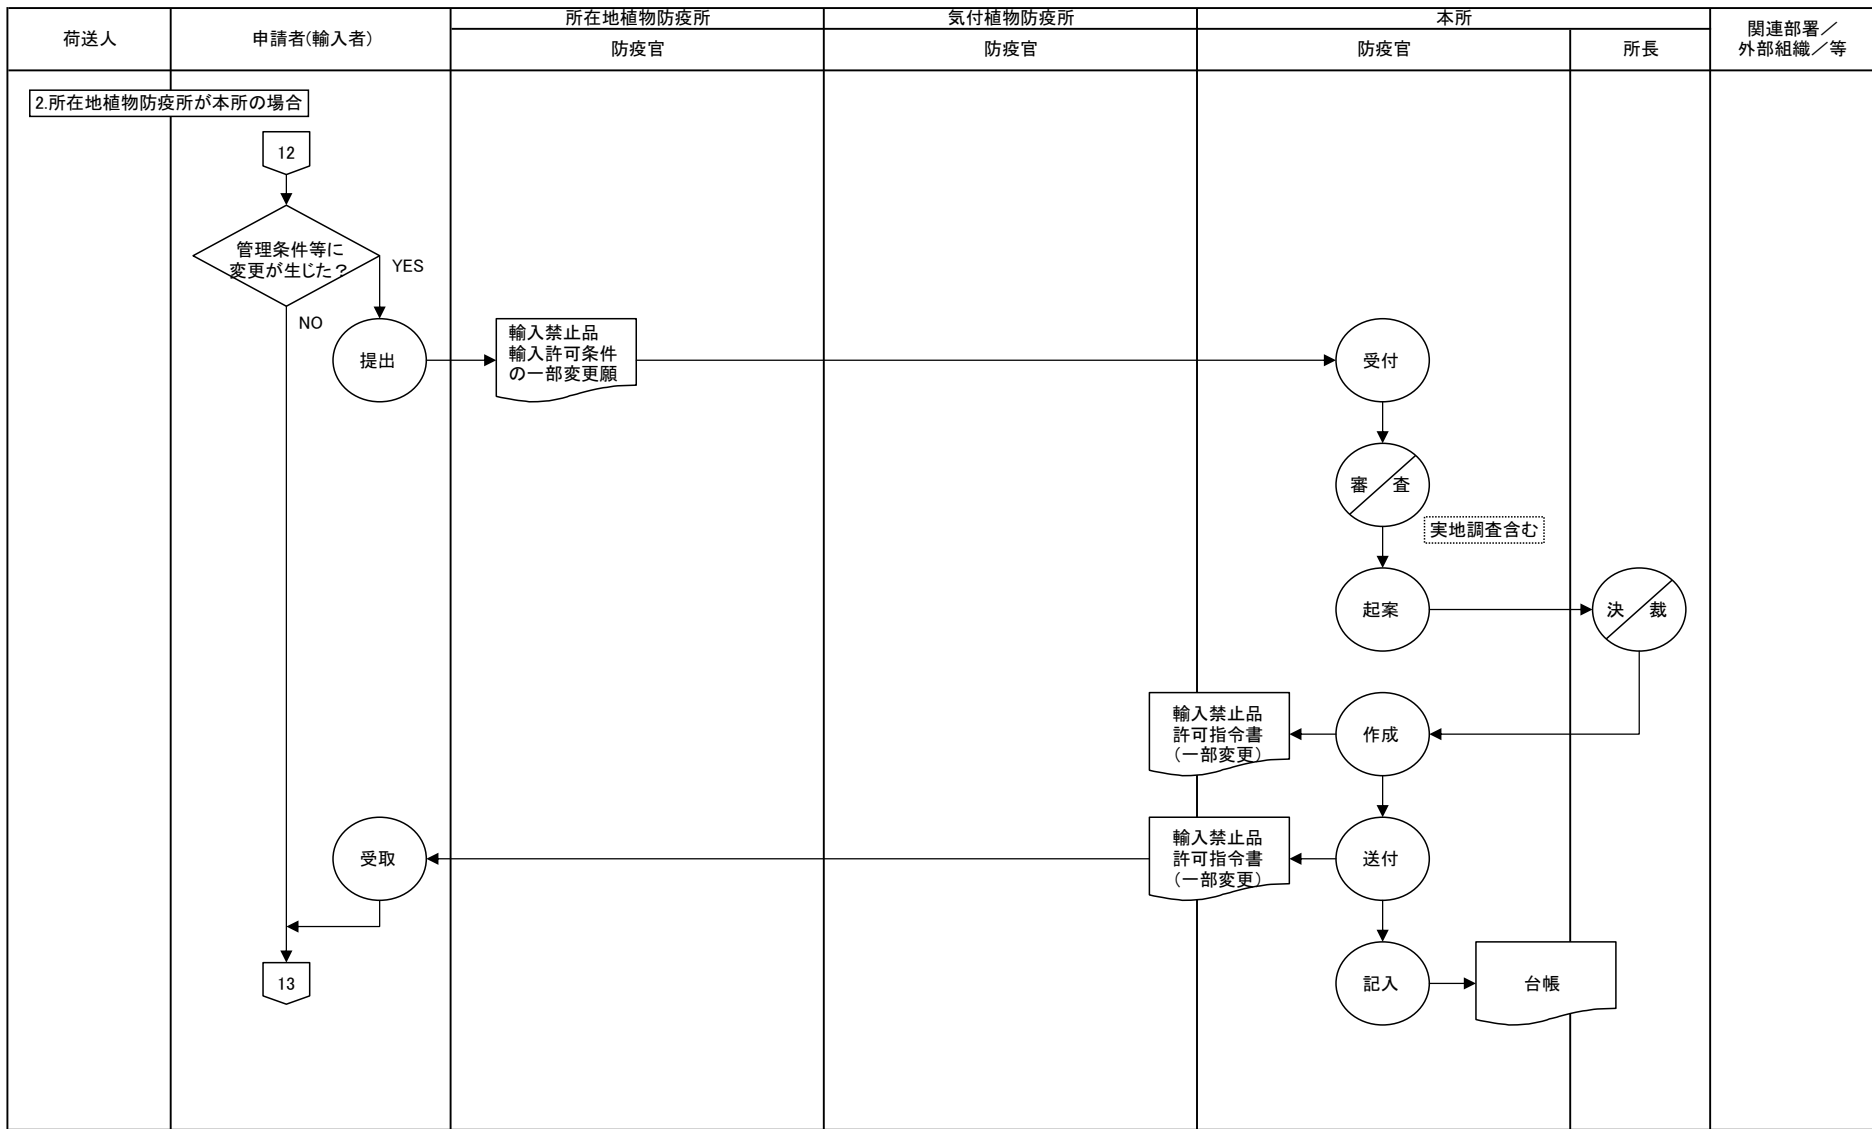 荷送人
申請者(輸入者)
所在地植物防疫所
防疫官
気付植物防疫所
防疫官
本所
防疫官
所長
関連部署／
外部組織／等
2.所在地植物防疫所が本所の場合
12
管理条件等に
変更が生じた？
YES
NO
提出
輸入禁止品
輸入許可条件
の一部変更願
受付
審 査
実地調査含む
起案
決 裁
輸入禁止品
許可指令書
(一部変更)
作成
受取
輸入禁止品
許可指令書
(一部変更)
送付
13
記入
台帳